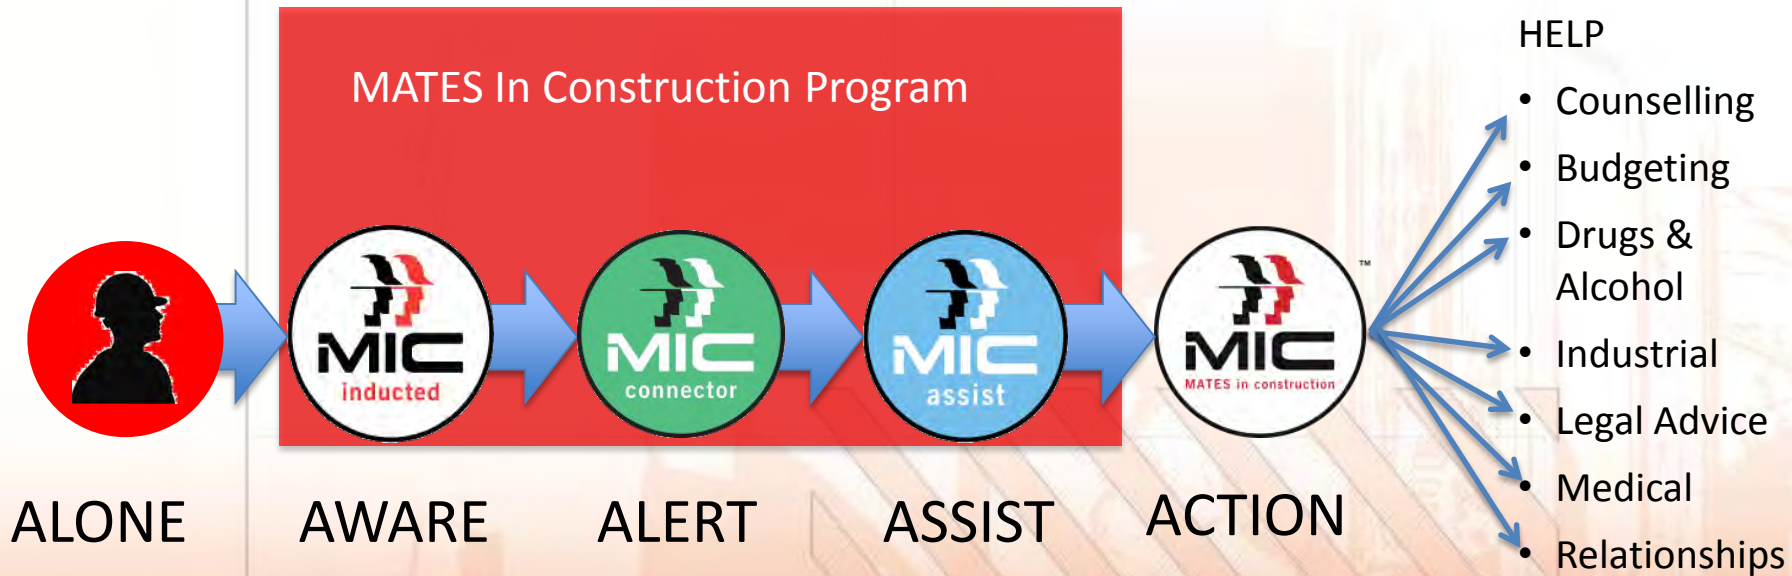 MATES In Construction Program
MIC
inducted
MIC
connector
MIC
assist
MIC
MATES in construction
™
ALONE
AWARE
ALERT
ASSIST
ACTION
HELP
• Counselling
• Budgeting
• Drugs &
Alcohol
• Industrial
• Legal Advice
• Medical
• Relationships